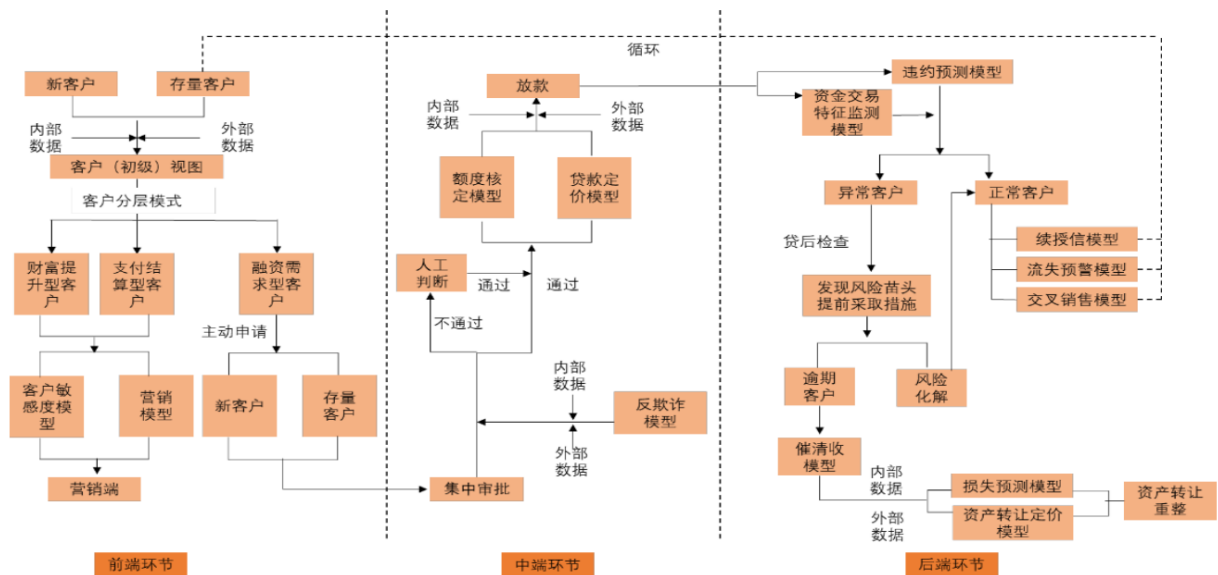 循环
新客户
存量客户
内部
数据
外部
数据
客户（初级）视图
客户分层模式
财富提
升型客
户
支付结
算型客
户
融资需
求型客
户
主动申请
客户敏
感度模
型
营销
模型
新客户
存量
客户
营销端
前端环节
放款
内部
数据
外部
数据
额度核
定模型
贷款定
价模型
人工
判断
通过
通过
不通过
内部
数据
反欺诈
模型
外部
数据
集中审批
中端环节
违约预测模型
资金交易
特征监测
模型
异常客户
正常客户
贷后检查
续授信模型
流失预警模型
交叉销售模型
发现风险苗头
提前采取措施
逾期
客户
风险
化解
催清收
模型
内部
数据
外部
数据
损失预测模型
资产转让定价
模型
资产转让
重整
后端环节